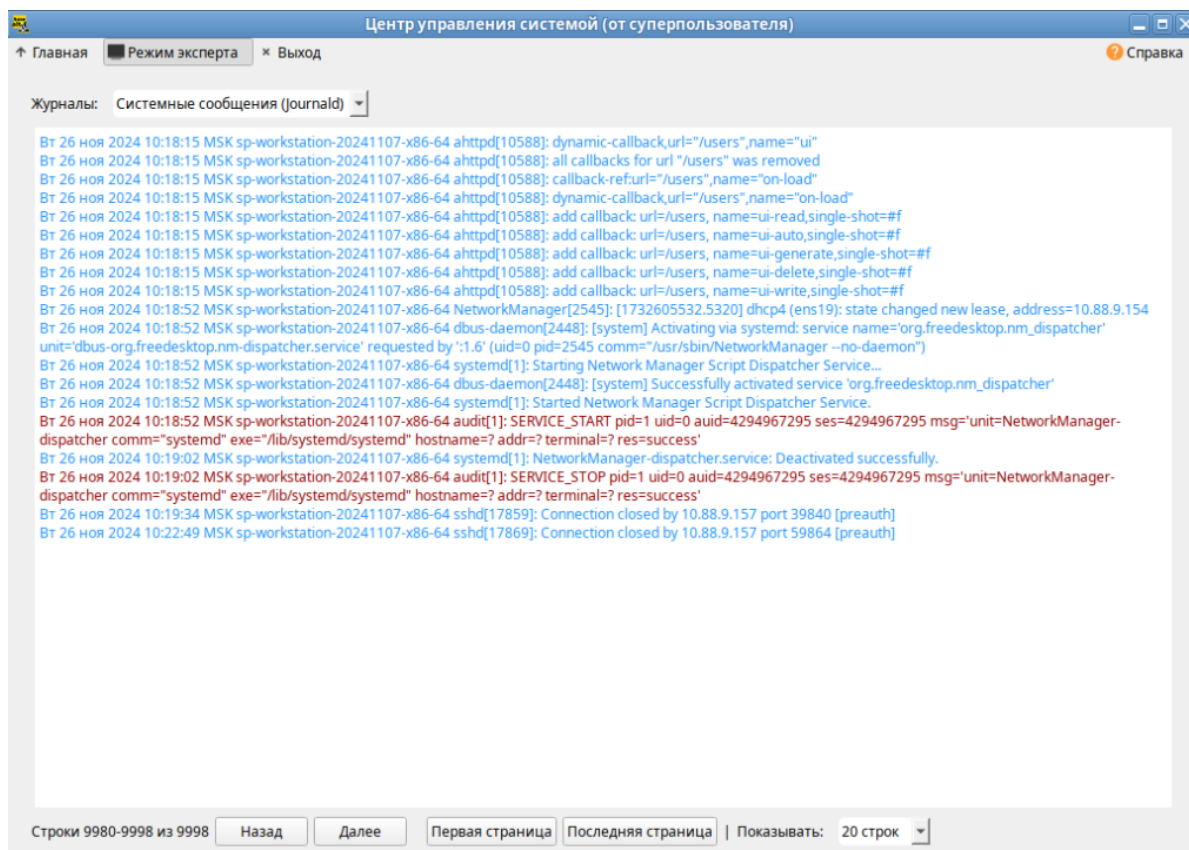 Центр управления системой (от суперпользователя)
Главная Режим эксперта Выход Справка
Журналы: Системные сообщения (Journald)
Вт 26 ноя 2024 10:18:15 MSK sp-workstation-20241107-x86-64 ahttpd[10588]: dynamic-callback,url="/users",name="ui"
Вт 26 ноя 2024 10:18:15 MSK sp-workstation-20241107-x86-64 ahttpd[10588]: all callbacks for url "/users" was removed
Вт 26 ноя 2024 10:18:15 MSK sp-workstation-20241107-x86-64 ahttpd[10588]: callback-ref:url="/users",name="on-load"
Вт 26 ноя 2024 10:18:15 MSK sp-workstation-20241107-x86-64 ahttpd[10588]: dynamic-callback,url="/users",name="on-load"
Вт 26 ноя 2024 10:18:15 MSK sp-workstation-20241107-x86-64 ahttpd[10588]: add callback: url=/users, name=ui-read,single-shot=#f
Вт 26 ноя 2024 10:18:15 MSK sp-workstation-20241107-x86-64 ahttpd[10588]: add callback: url=/users, name=ui-auto,single-shot=#f
Вт 26 ноя 2024 10:18:15 MSK sp-workstation-20241107-x86-64 ahttpd[10588]: add callback: url=/users, name=ui-generate,single-shot=#f
Вт 26 ноя 2024 10:18:15 MSK sp-workstation-20241107-x86-64 ahttpd[10588]: add callback: url=/users, name=ui-delete,single-shot=#f
Вт 26 ноя 2024 10:18:15 MSK sp-workstation-20241107-x86-64 ahttpd[10588]: add callback: url=/users, name=ui-write,single-shot=#f
Вт 26 ноя 2024 10:18:52 MSK sp-workstation-20241107-x86-64 NetworkManager[2545]: [1732605532.5320] dhcp4 (ens19): state changed new lease, address=10.88.9.154
Вт 26 ноя 2024 10:18:52 MSK sp-workstation-20241107-x86-64 dbus-daemon[2448]: [system] Activating via systemd: service name='org.freedesktop.nm_dispatcher'
unit='dbus-org.freedesktop.nm-dispatcher.service' requested by ':1.6' (uid=0 pid=2545 comm="/usr/sbin/NetworkManager --no-daemon")
Вт 26 ноя 2024 10:18:52 MSK sp-workstation-20241107-x86-64 systemd[1]: Starting Network Manager Script Dispatcher Service...
Вт 26 ноя 2024 10:18:52 MSK sp-workstation-20241107-x86-64 dbus-daemon[2448]: [system] Successfully activated service 'org.freedesktop.nm_dispatcher'
Вт 26 ноя 2024 10:18:52 MSK sp-workstation-20241107-x86-64 systemd[1]: Started Network Manager Script Dispatcher Service.
Вт 26 ноя 2024 10:18:52 MSK sp-workstation-20241107-x86-64 audit[1]: SERVICE_START pid=1 uid=0 auid=4294967295 ses=4294967295 msg='unit=NetworkManager-
dispatcher comm="systemd" exe="/lib/systemd/systemd" hostname=? addr=? terminal=? res=success'
Вт 26 ноя 2024 10:19:02 MSK sp-workstation-20241107-x86-64 systemd[1]: NetworkManager-dispatcher.service: Deactivated successfully.
Вт 26 ноя 2024 10:19:02 MSK sp-workstation-20241107-x86-64 audit[1]: SERVICE_STOP pid=1 uid=0 auid=4294967295 ses=4294967295 msg='unit=NetworkManager-
dispatcher comm="systemd" exe="/lib/systemd/systemd" hostname=? addr=? terminal=? res=success'
Вт 26 ноя 2024 10:19:34 MSK sp-workstation-20241107-x86-64 sshd[17859]: Connection closed by 10.88.9.157 port 39840 [preauth]
Вт 26 ноя 2024 10:22:49 MSK sp-workstation-20241107-x86-64 sshd[17869]: Connection closed by 10.88.9.157 port 59864 [preauth]
Строки 9980-9998 из 9998 Назад Далее Первая страница Последняя страница | Показывать: 20 строк